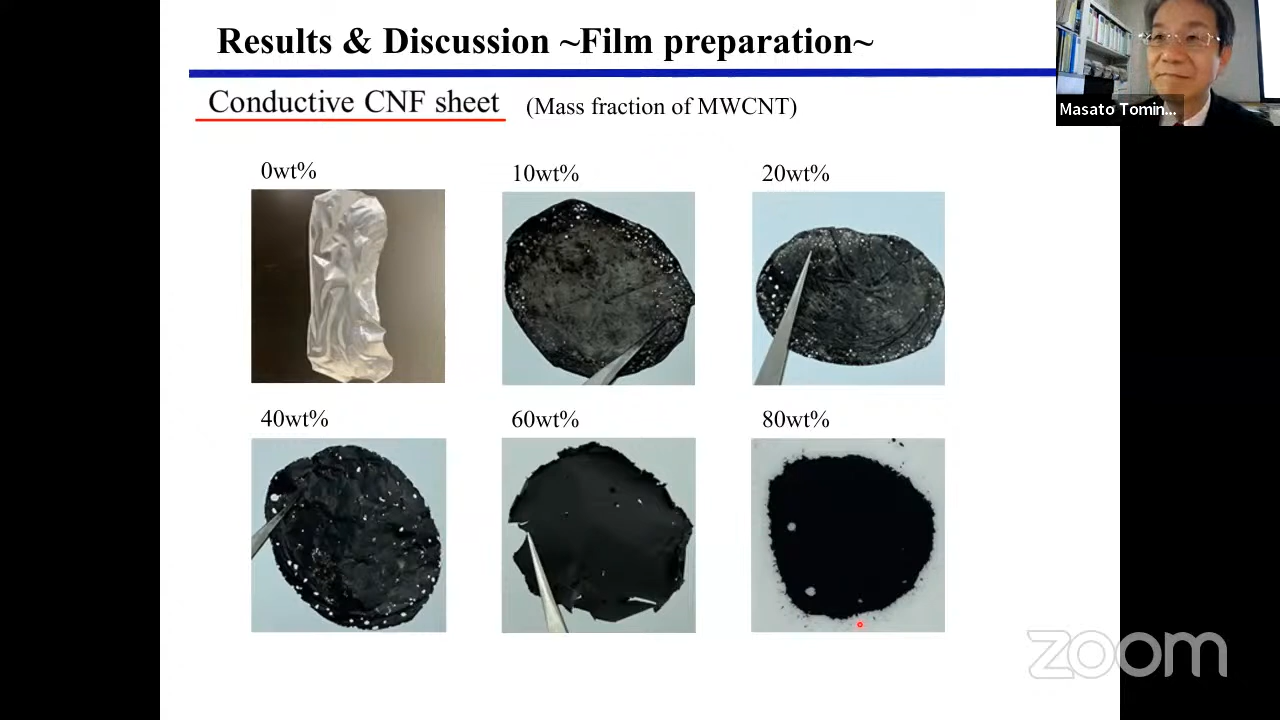 Results & Discussion ~Film preparation~
Masato Tomin...
Conductive CNF sheet (Mass fraction of MWCNT)
0wt%
10wt%
20wt%
40wt%
60wt%
80wt%
zoom